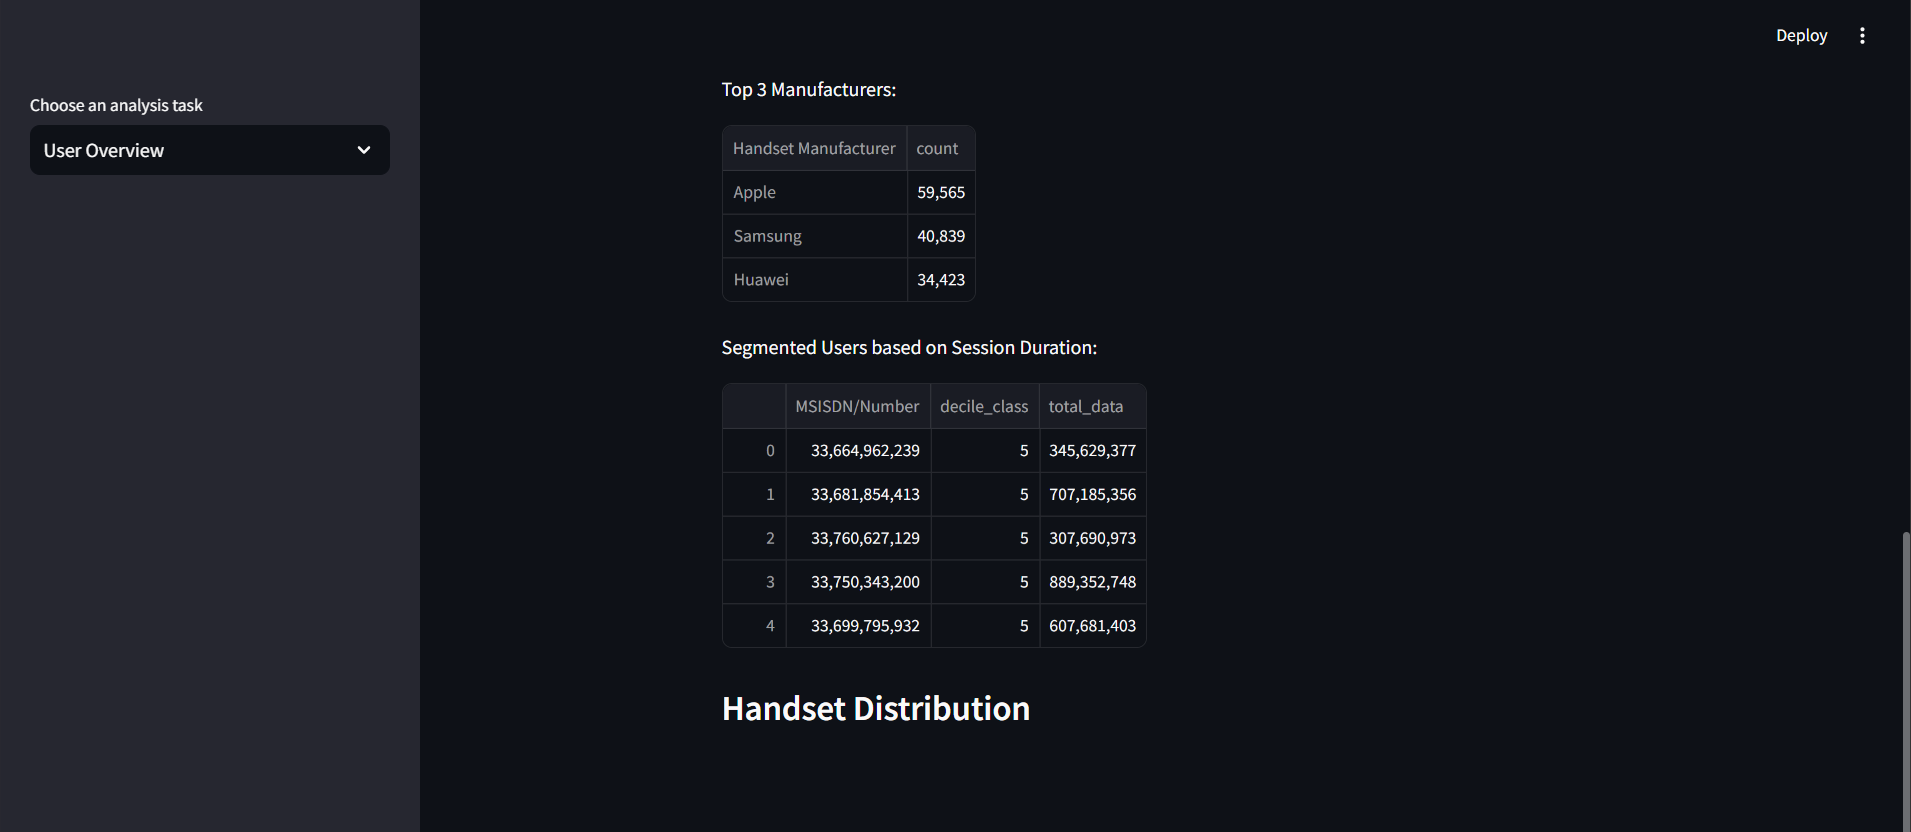 Deploy
Choose an analysis task
User Overview
Top 3 Manufacturers:
Handset Manufacturer count
Apple 59,565
Samsung 40,839
Huawei 34,423
Segmented Users based on Session Duration:
MSISDN/Number decile_class total_data
0 33,664,962,239 5 345,629,377
1 33,681,854,413 5 707,185,356
2 33,760,627,129 5 307,690,973
3 33,750,343,200 5 889,352,748
4 33,699,795,932 5 607,681,403
Handset Distribution